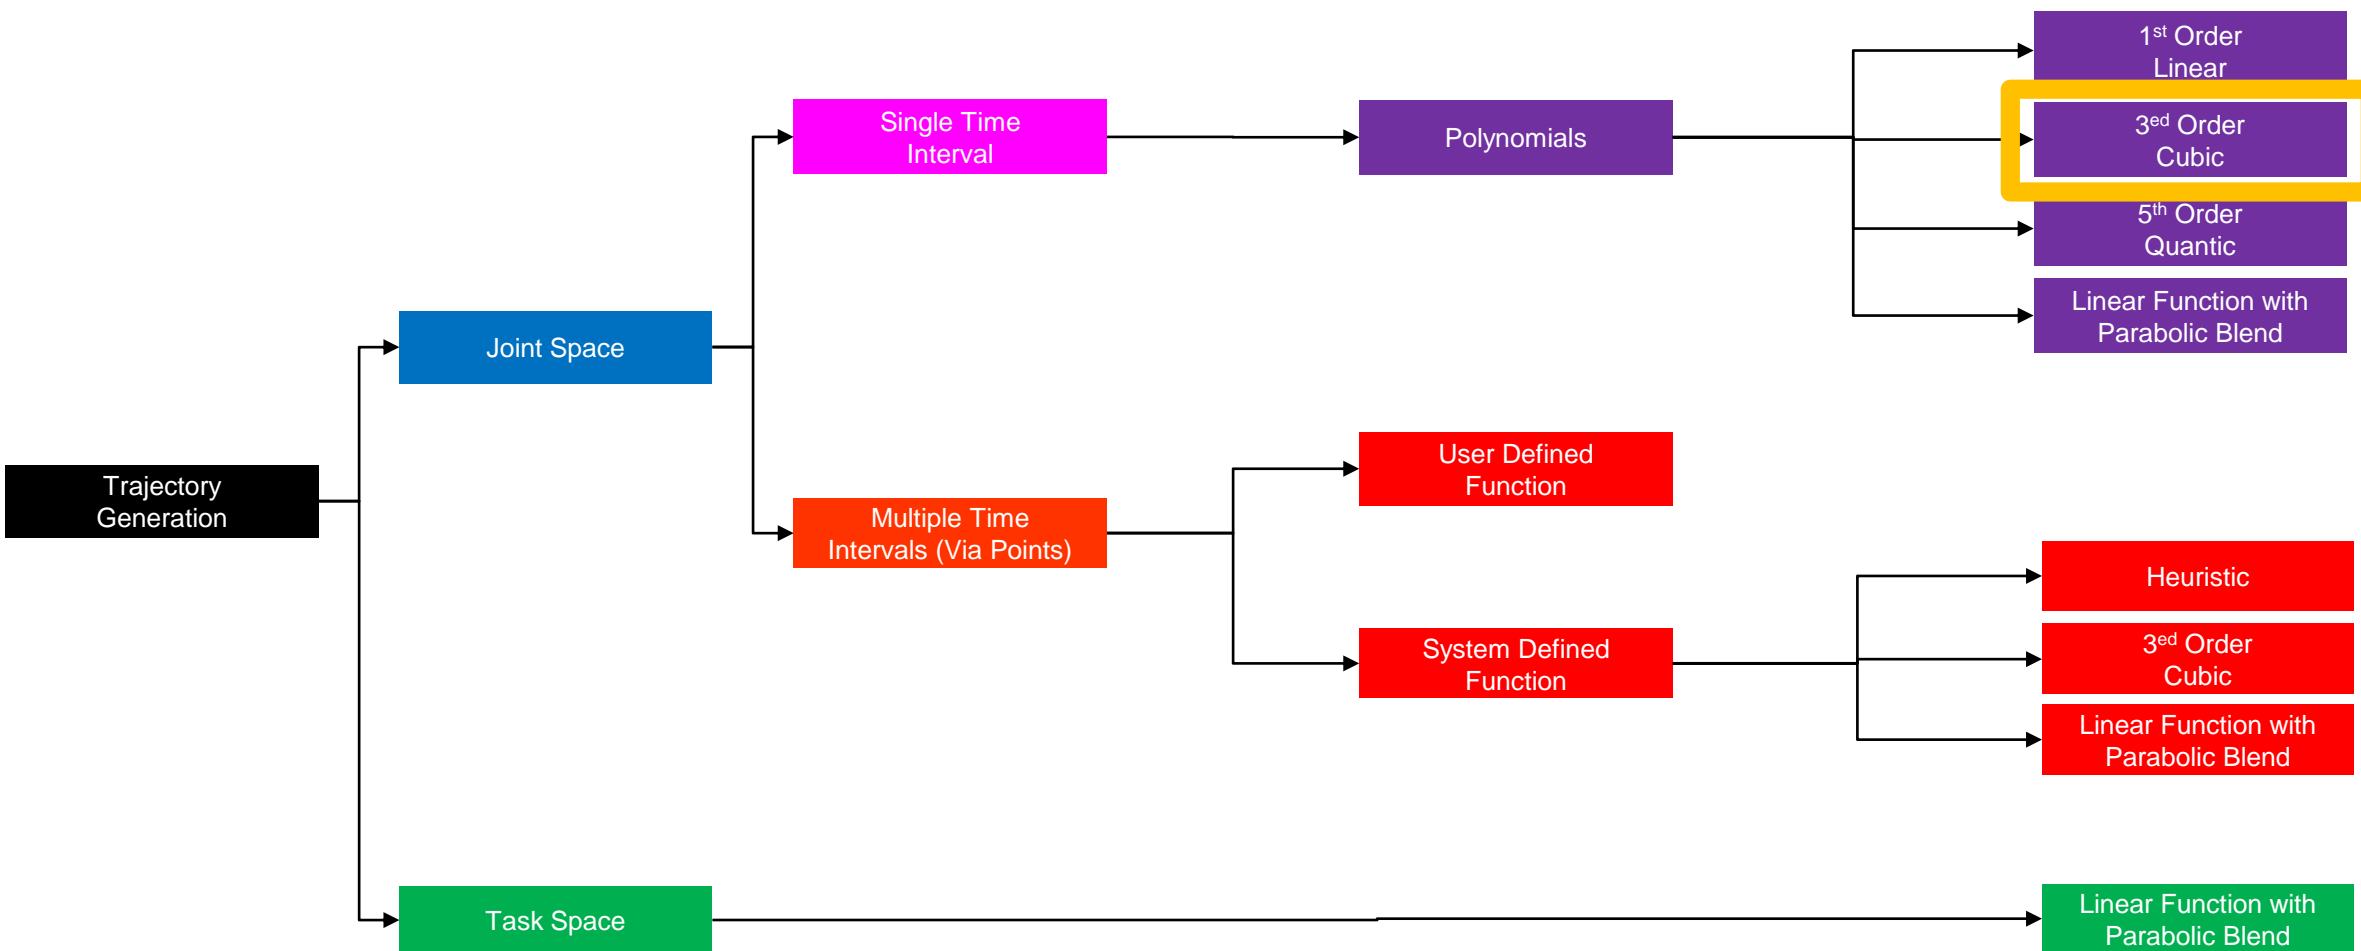 1st Order
Linear
3ed Order
Cubic
5th Order
Quantic
Linear Function with
Parabolic Blend
Single Time
Interval
Polynomials
Joint Space
Trajectory
Generation
User Defined
Function
Multiple Time
Intervals (Via Points)
System Defined
Function
Heuristic
3ed Order
Cubic
Linear Function with
Parabolic Blend
Task Space
Linear Function with
Parabolic Blend